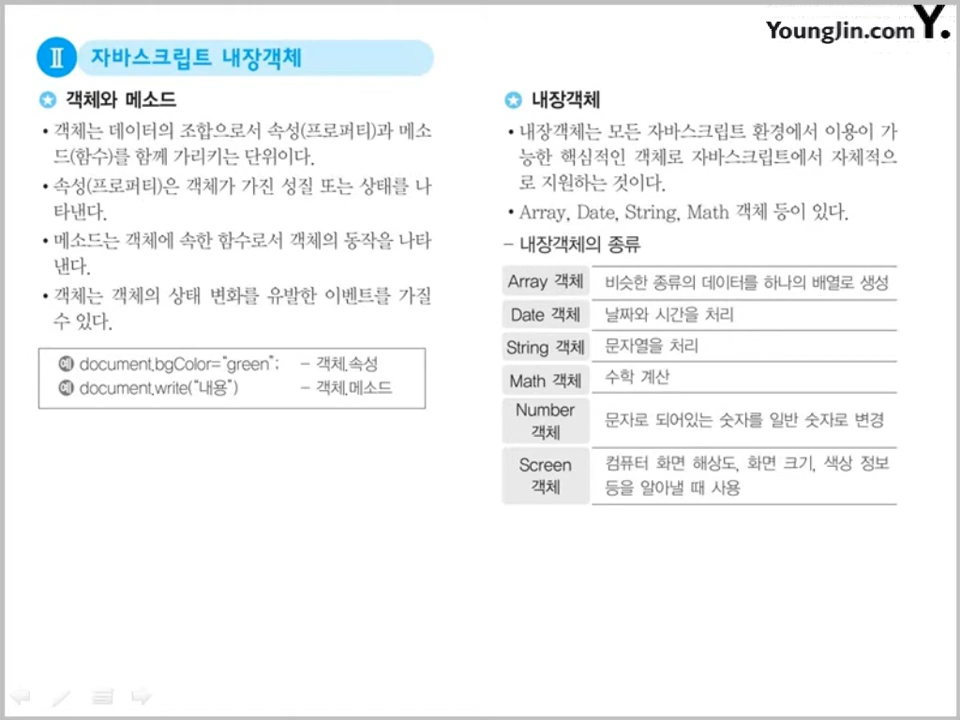 YoungJin.com Y.
Ⅱ 자바스크립트 내장객체
객체와 메소드
• 객체는 데이터의 조합으로서 속성(프로퍼티)과 메소
드(함수)를 함께 가리키는 단위이다.
• 속성(프로퍼티)은 객체가 가진 성질 또는 상태를 나
타낸다.
• 메소드는 객체에 속한 함수로서 객체의 동작을 나타
낸다.
• 객체는 객체의 상태 변화를 유발한 이벤트를 가질
수 있다.
예 document.bgColor="green"; – 객체.속성
예 document.write("내용") – 객체.메소드
내장객체
• 내장객체는 모든 자바스크립트 환경에서 이용이 가
능한 핵심적인 객체로 자바스크립트에서 자체적으
로 지원하는 것이다.
• Array, Date, String, Math 객체 등이 있다.
– 내장객체의 종류
Array 객체 비슷한 종류의 데이터를 하나의 배열로 생성
Date 객체 날짜와 시간을 처리
String 객체 문자열을 처리
Math 객체 수학 계산
Number
객체
문자로 되어있는 숫자를 일반 숫자로 변경
Screen
객체
컴퓨터 화면 해상도, 화면 크기, 색상 정보
등을 알아낼 때 사용